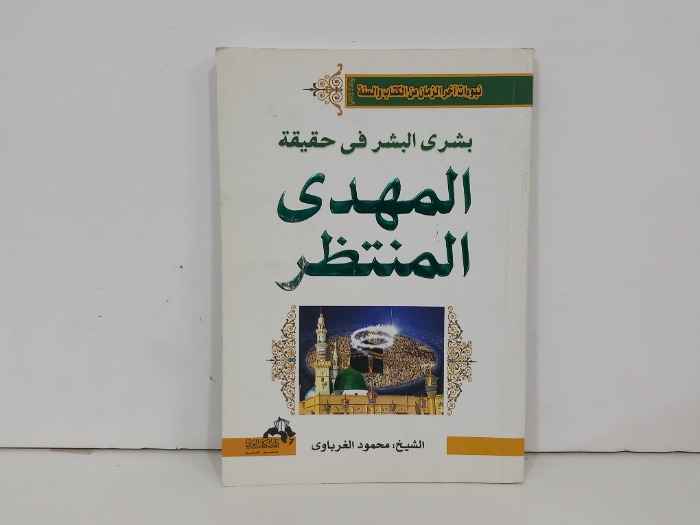 نبوءات آخر الزمان من الكتاب والسنة
بشرى البشر فى حقيقة
المهدى
المنتظر
الشيخ: محمود الغرباوى